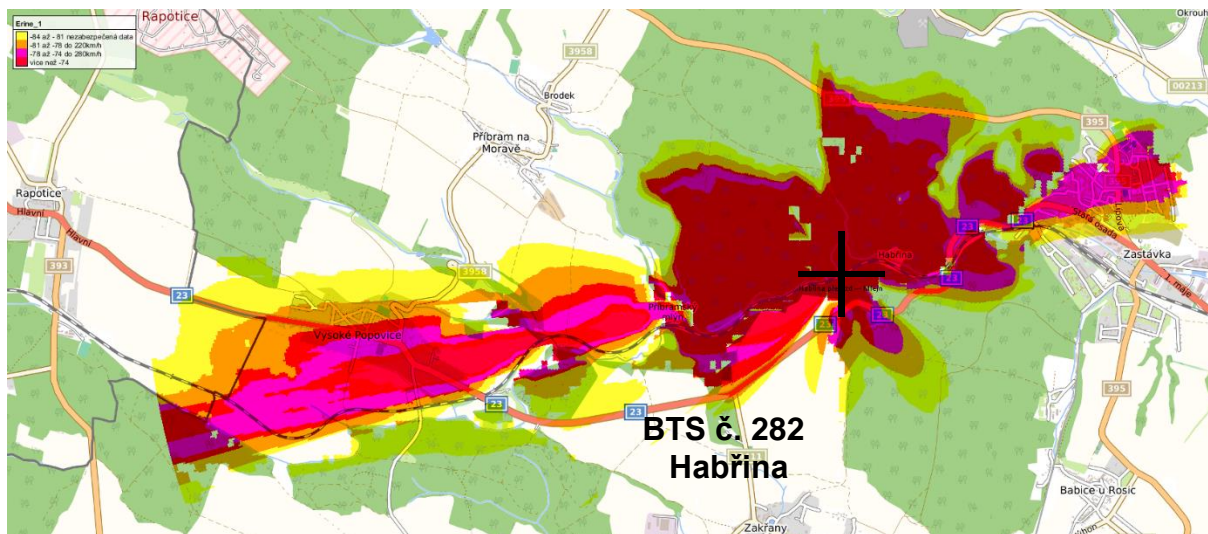 Erine_1
-84 až - 81 nezabezpečená data
-81 až -78 do 220km/h
-78 až -74 do 280km/h
více než -74
Rapotice
3958
Okrouh
00213
Brodek
395
Příbram na
Moravě
Rapotice
Hlavní
Hlavní
393
3958
23
23
Habřina
Zastávka
1. máje
Vysoké Popovice
23
23
23
395
BTS č. 282
Habřina
Babice u Rosic
Zakřany